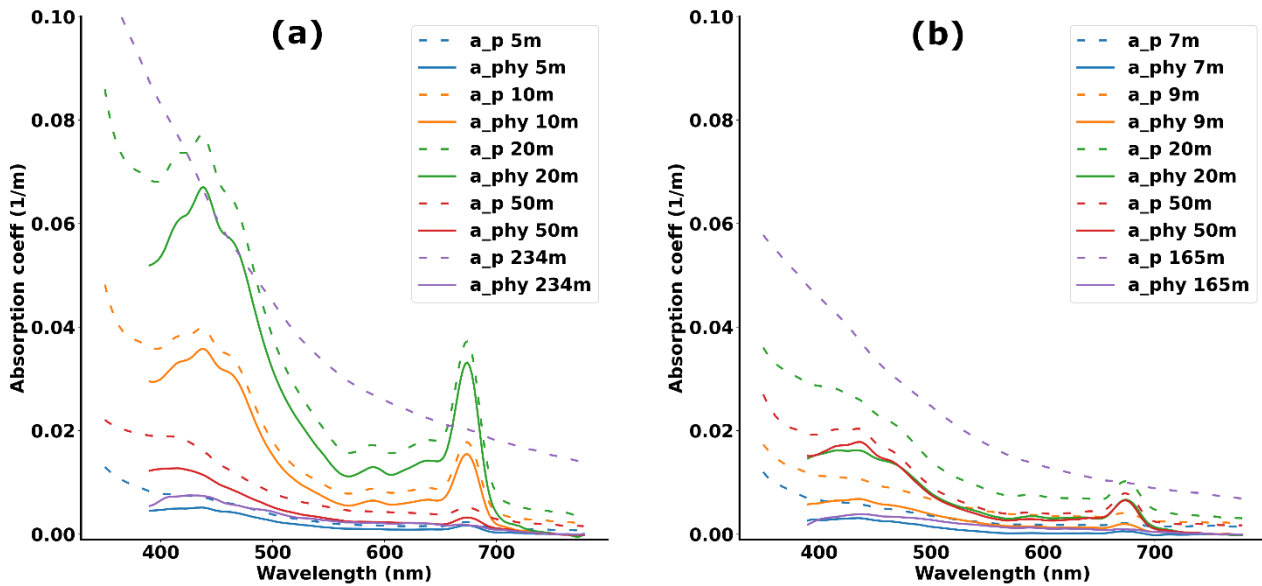 (a)
0.10
0.08
0.06
0.04
0.02
0.00
Absorption coeff (1/m)
400
500
600
700
Wavelength (nm)
a_p 5m
a_phy 5m
a_p 10m
a_phy 10m
a_p 20m
a_phy 20m
a_p 50m
a_phy 50m
a_p 234m
a_phy 234m
(b)
0.10
0.08
0.06
0.04
0.02
0.00
Absorption coeff (1/m)
400
500
600
700
Wavelength (nm)
a_p 7m
a_phy 7m
a_p 9m
a_phy 9m
a_p 20m
a_phy 20m
a_p 50m
a_phy 50m
a_p 165m
a_phy 165m